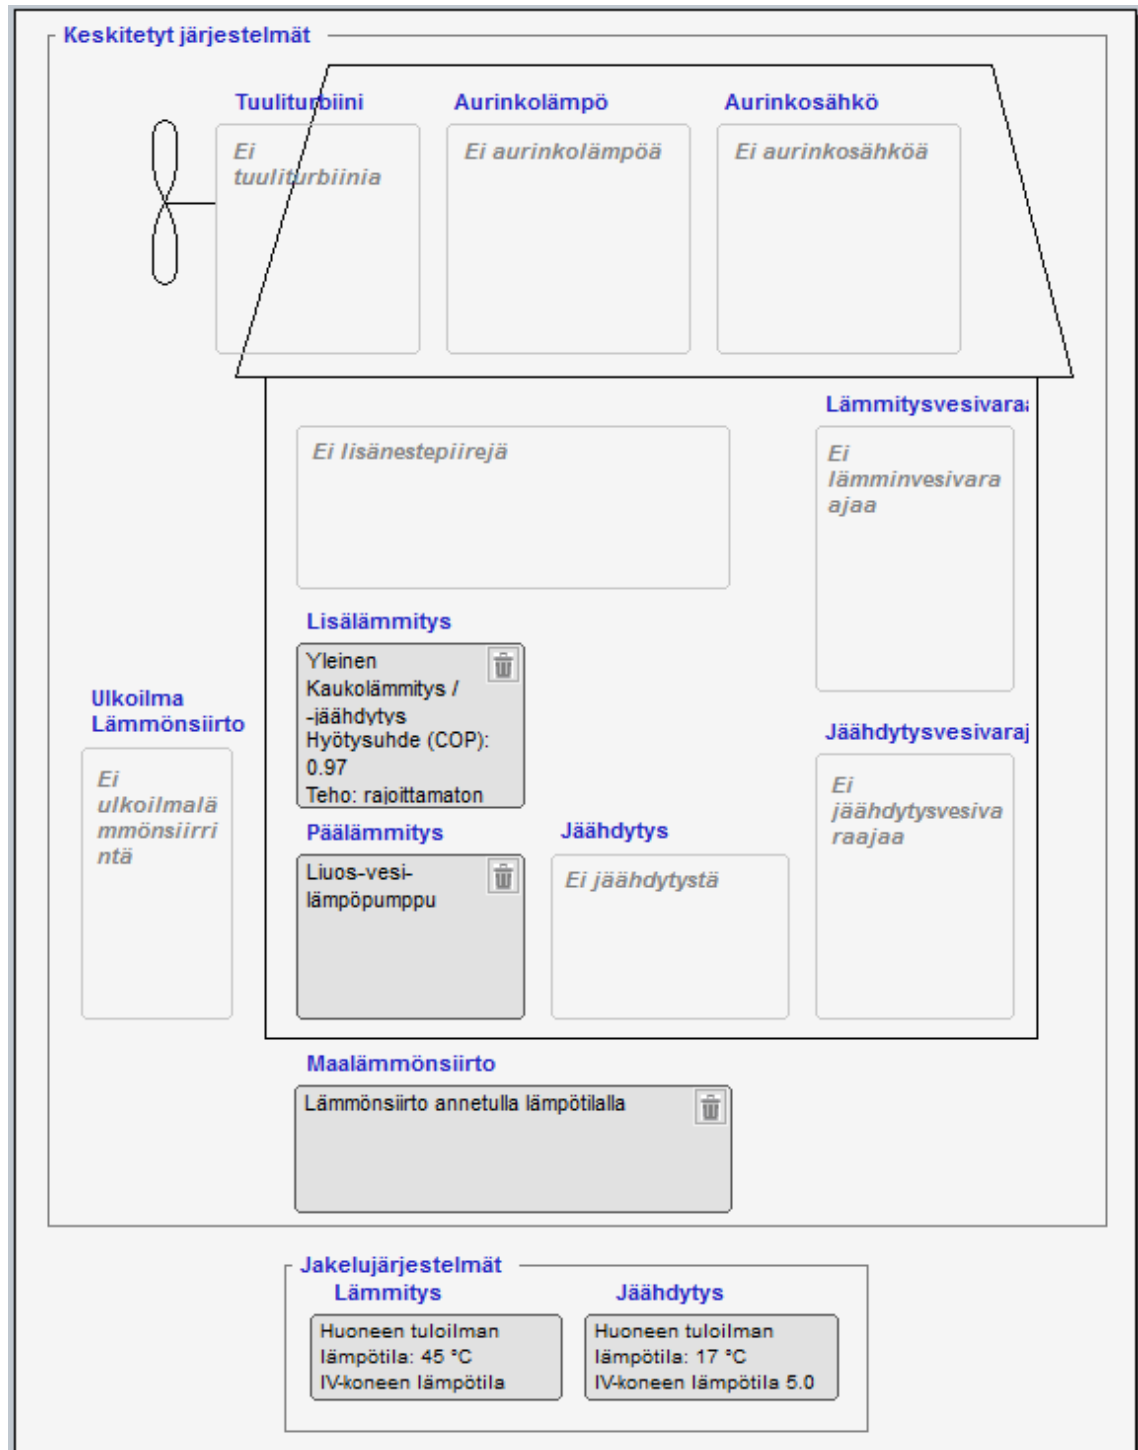 Keskitetyt järjestelmät
Tuuliturbiini
Aurinkolämpö
Aurinkosähkö
Ei
tuuliturbiinia
Ei aurinkolämpöä
Ei aurinkosähköä
Lämmitysvesivaraa
Ei lisänestepiirejä
Ei
lämminvesivara
ajaa
Lisälämmitys
Yleinen
Kaukolämmitys /
-jäähdytys
Hyötysuhde (COP):
0.97
Teho: rajoittamaton
Ulkoilma
Lämmönsiirto
Ei
ulkoilmalä
mmönsiirri
ntä
Jäähdytysvesivaraj
Ei
jäähdytysvesiva
raajaa
Päälämmitys
Liuos-vesi-
lämpöpumppu
Jäähdytys
Ei jäähdytystä
Maalämmönsiirto
Lämmönsiirto annetulla lämpötilalla
Jakelujärjestelmät
Lämmitys
Huoneen tuloilman
lämpötila: 45 °C
IV-koneen lämpötila
Jäähdytys
Huoneen tuloilman
lämpötila: 17 °C
IV-koneen lämpötila 5.0